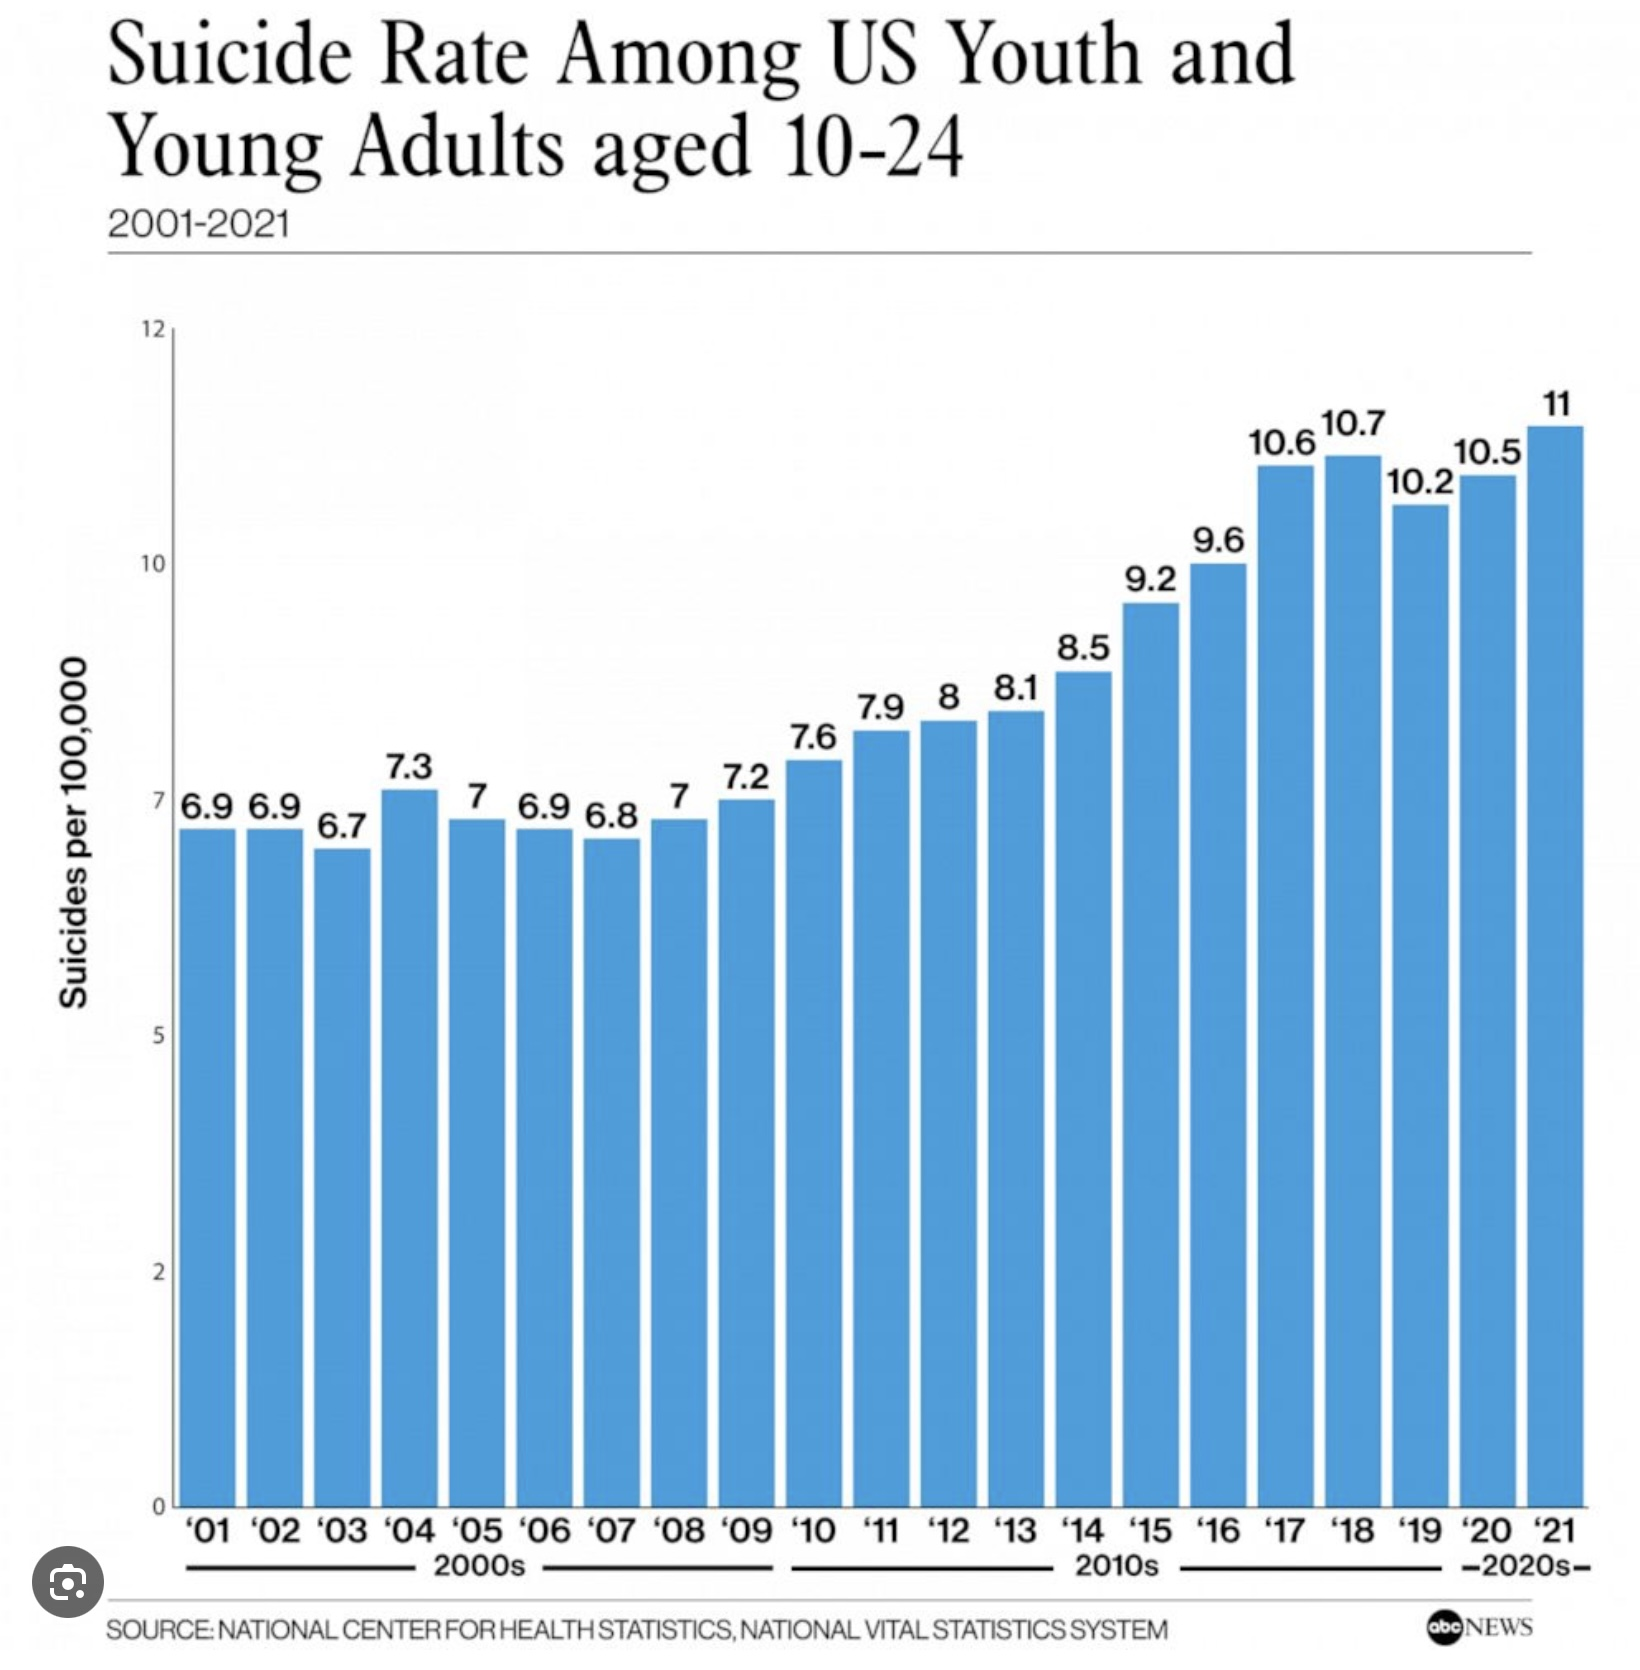 Suicide Rate Among US Youth and
Young Adults aged 10-24
2001-2021
Suicides per 100,000
12
10
7
5
2
0
6.9 6.9 6.7 7.3 7 6.9 6.8 7 7.2 7.6 7.9 8 8.1 8.5 9.2 9.6 10.6 10.7 10.2 10.5 11
‘01 ‘02 ‘03 ‘04 ‘05 ‘06 ‘07 ‘08 ‘09 ‘10 ‘11 ‘12 ‘13 ‘14 ‘15 ‘16 ‘17 ‘18 ‘19 ‘20 ‘21
2000s 2010s 2020s
SOURCE: NATIONAL CENTER FOR HEALTH STATISTICS, NATIONAL VITAL STATISTICS SYSTEM
abc NEWS